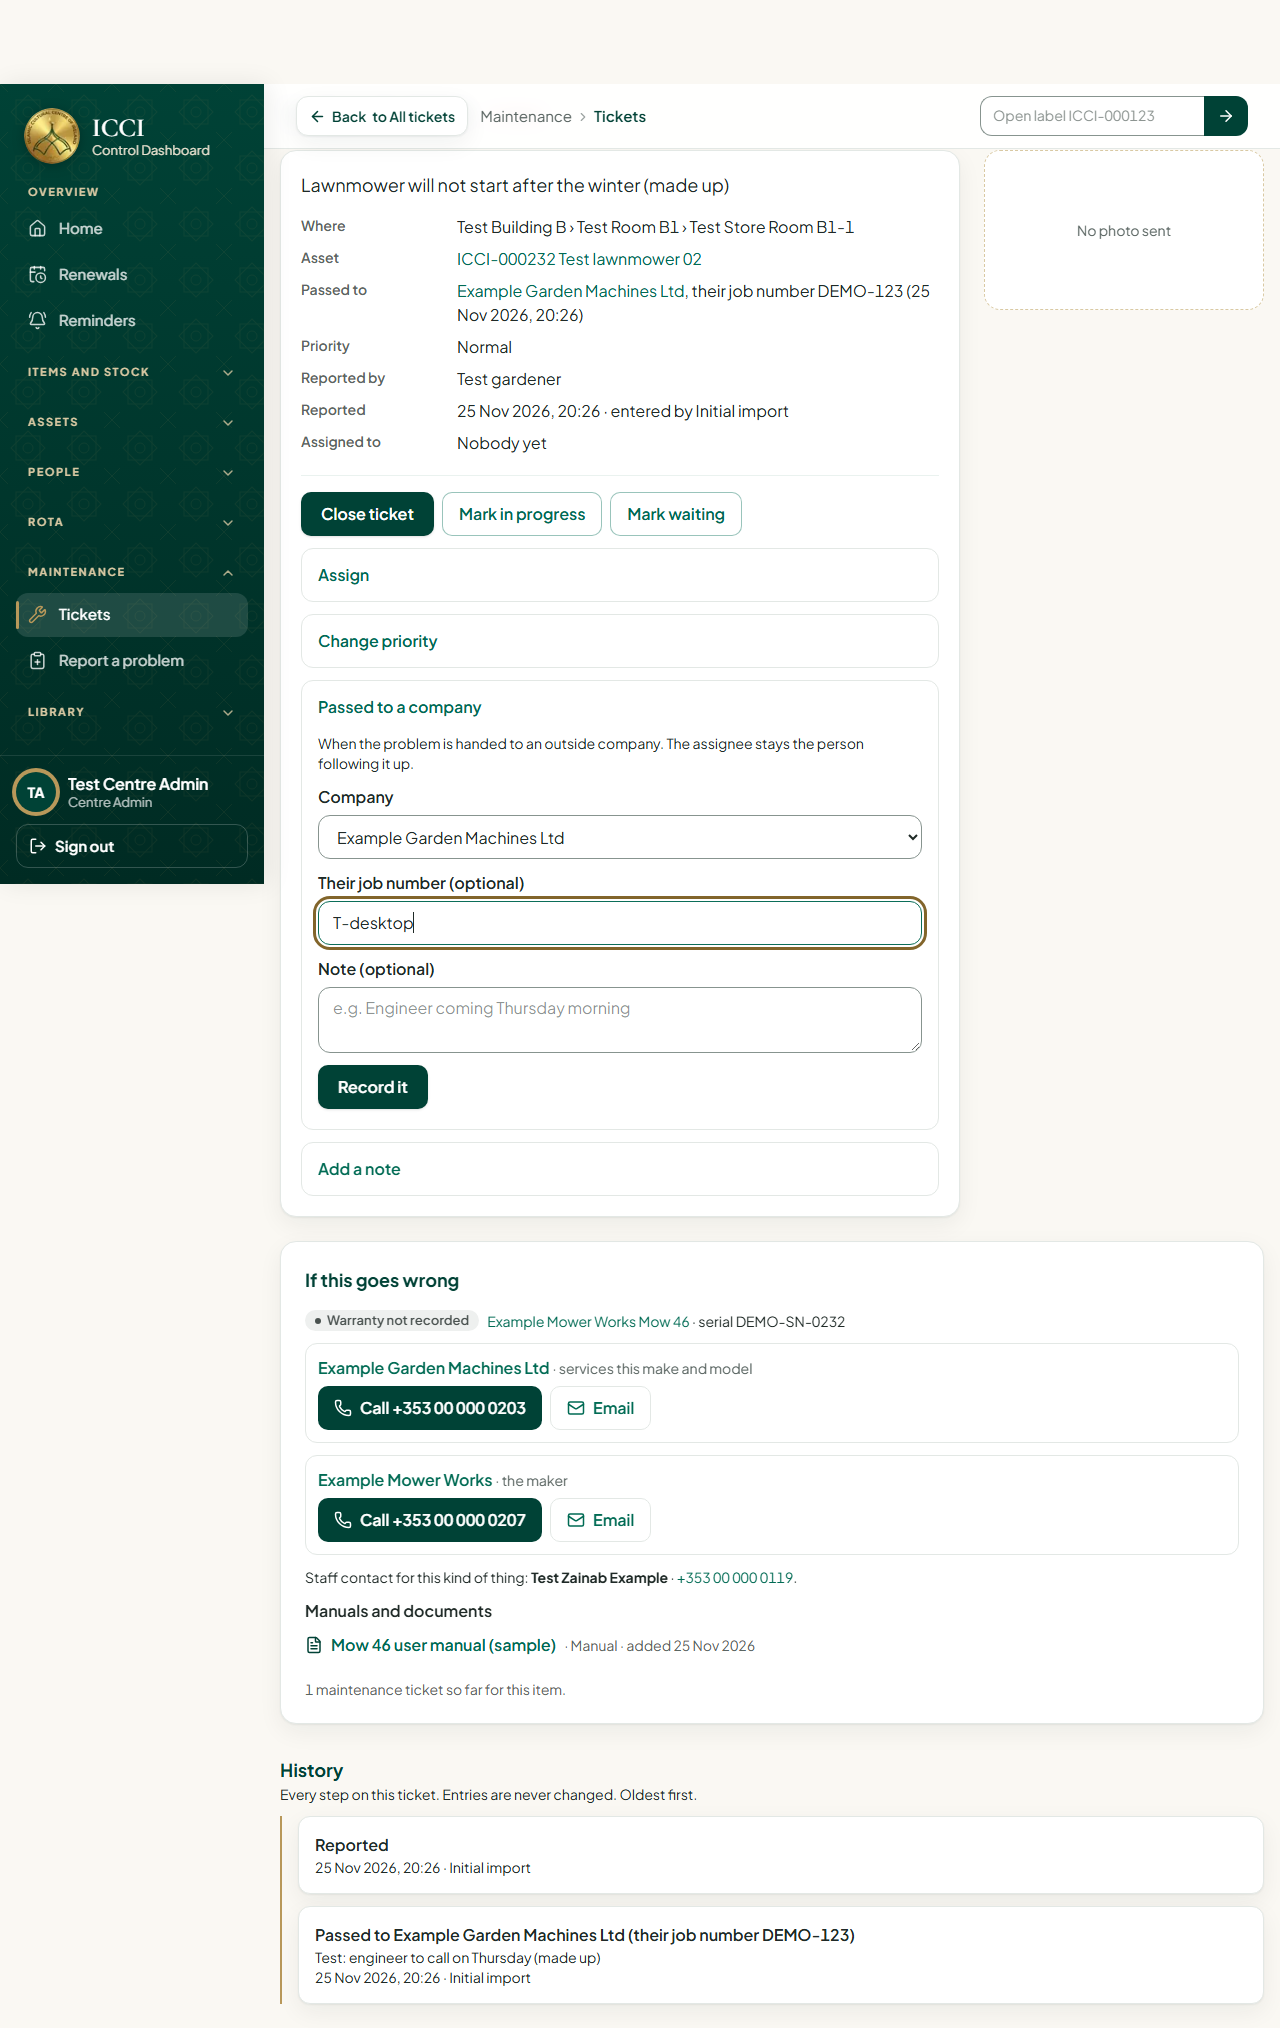 ICCI
Control Dashboard
OVERVIEW
Home
Renewals
Reminders
ITEMS AND STOCK
ASSETS
PEOPLE
ROTA
MAINTENANCE
Tickets
Report a problem
LIBRARY
TA
Test Centre Admin
Centre Admin
Sign out
Back to All tickets
Maintenance › Tickets
Open label ICCI-000123
Lawnmower will not start after the winter (made up)
Where Test Building B › Test Room B1 › Test Store Room B1-1
Asset ICCI-000232 Test lawnmower 02
Passed to Example Garden Machines Ltd, their job number DEMO-123 (25
Nov 2026, 20:26)
Priority Normal
Reported by Test gardener
Reported 25 Nov 2026, 20:26 · entered by Initial import
Assigned to Nobody yet
Close ticket Mark in progress Mark waiting
Assign
Change priority
Passed to a company
When the problem is handed to an outside company. The assignee stays the person
following it up.
Company
Example Garden Machines Ltd
Their job number (optional)
T-desktop
Note (optional)
e.g. Engineer coming Thursday morning
Record it
Add a note
No photo sent
If this goes wrong
Warranty not recorded Example Mower Works Mow 46 · serial DEMO-SN-0232
Example Garden Machines Ltd · services this make and model
Call +353 00 000 0203 Email
Example Mower Works · the maker
Call +353 00 000 0207 Email
Staff contact for this kind of thing: Test Zainab Example · +353 00 000 0119.
Manuals and documents
Mow 46 user manual (sample) · Manual · added 25 Nov 2026
1 maintenance ticket so far for this item.
History
Every step on this ticket. Entries are never changed. Oldest first.
Reported
25 Nov 2026, 20:26 · Initial import
Passed to Example Garden Machines Ltd (their job number DEMO-123)
Test: engineer to call on Thursday (made up)
25 Nov 2026, 20:26 · Initial import